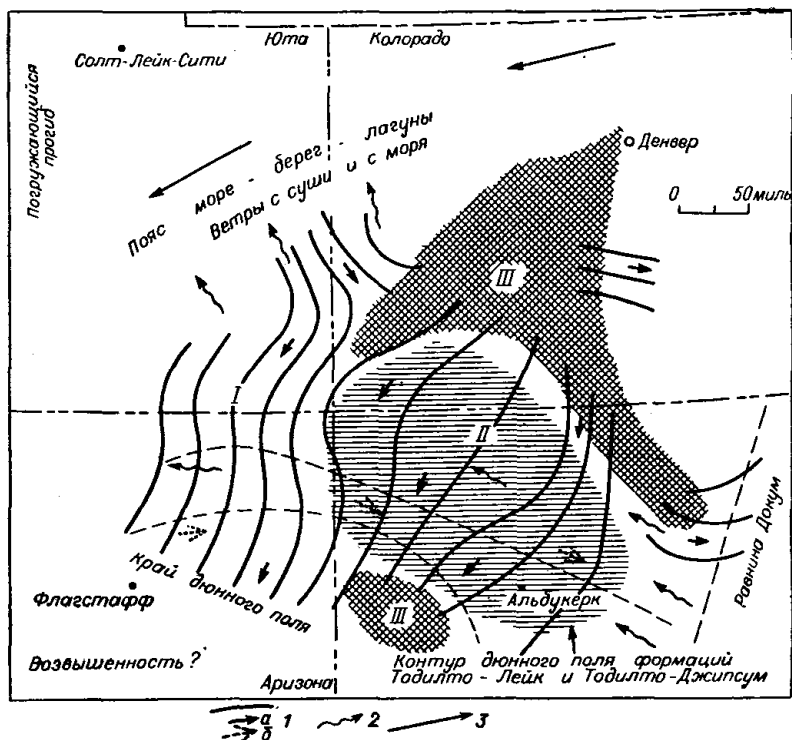 Юта
Колорадо
Солт-Лейк-Сити
Погружающийся
прогиб
Денвер
0 50 миль
Пояс море - берег - лагуны
Ветры с суши и с моря
III
I
II
Равнина Докум
Край дюнного поля
Флагстафф
III
Альдукерк
Возвышенность?
Контур дюнного поля формаций
Тодилто - Лейк и Тодилто-Джипсум
Аризона
а
б 1 2 3